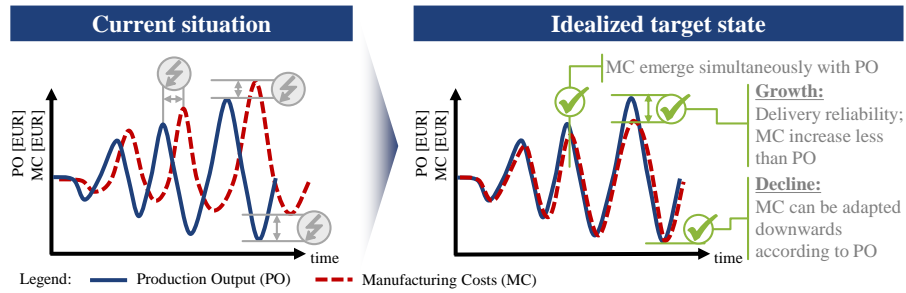 Current situation
Idealized target state
PO [EUR]
MC [EUR]
time
PO [EUR]
MC [EUR]
time
MC emerge simultaneously with PO
Growth:
Delivery reliability;
MC increase less
than PO
Decline:
MC can be adapted
downwards
according to PO
Legend: Production Output (PO) Manufacturing Costs (MC)